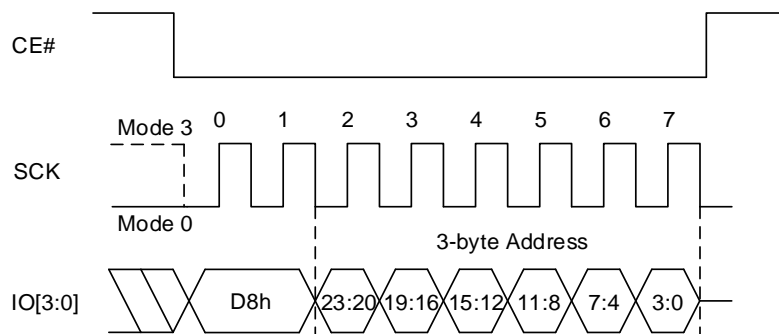 CE#
Mode 3 0 1 2 3 4 5 6 7
SCK
Mode 0
3-byte Address
IO[3:0] D8h 23:20 19:16 15:12 11:8 7:4 3:0